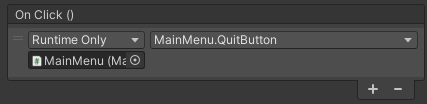 On Click ()
Runtime Only MainMenu.QuitButton
MainMenu (Ma
+ −